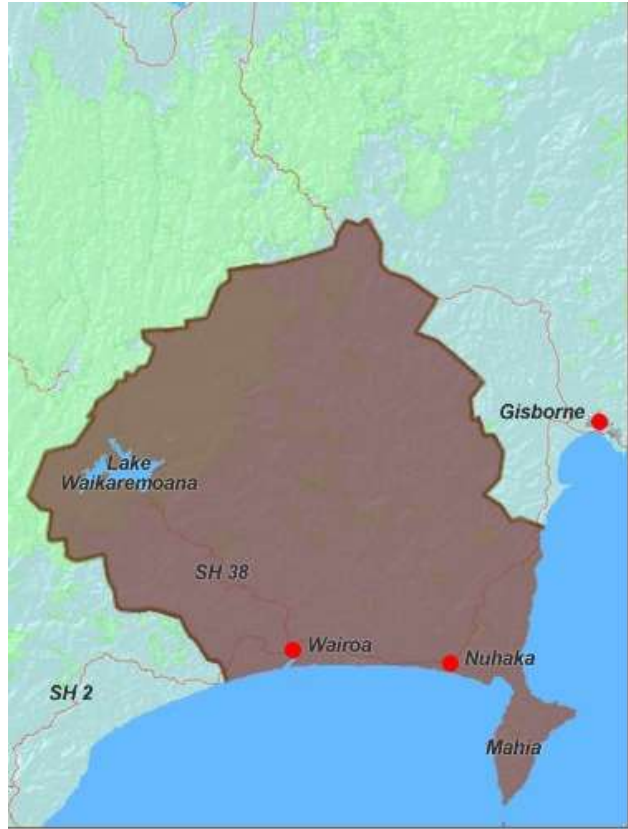 Gisborne
Lake
Waikaremoana
SH 38
Wairoa
Nuhaka
SH 2
Mahia